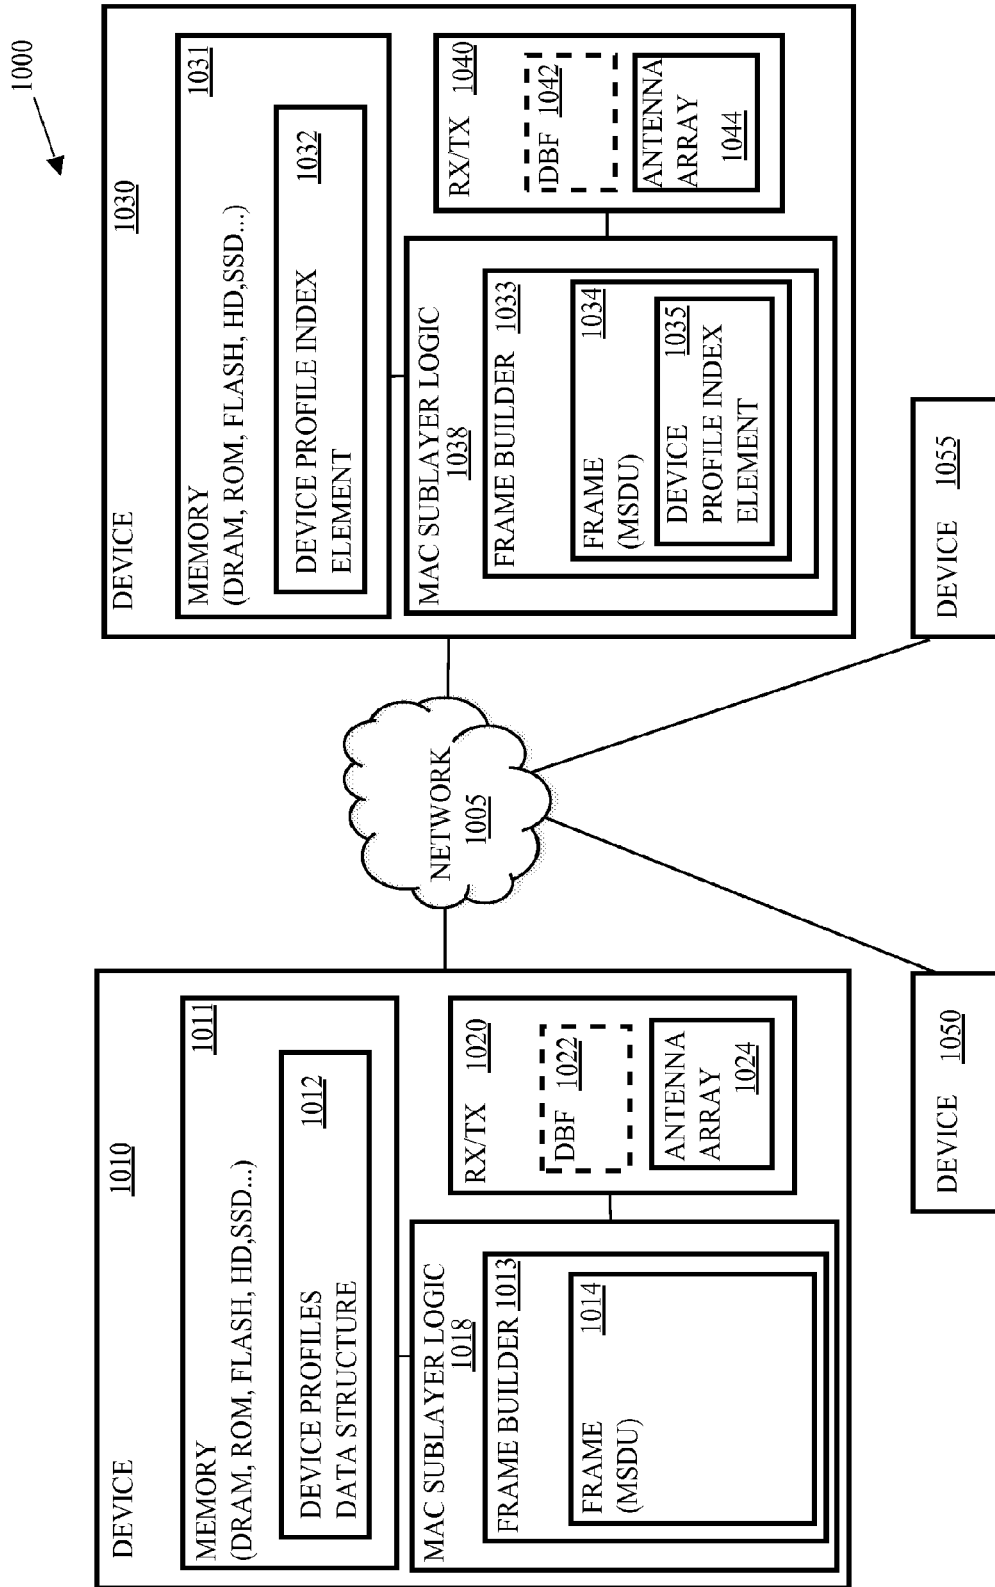 1000
DEVICE 1010
MEMORY 1011
(DRAM, ROM, FLASH, HD,SSD...)
DEVICE PROFILES 1012
DATA STRUCTURE
MAC SUBLAYER LOGIC
1018
FRAME BUILDER 1013
FRAME 1014
(MSDU)
RX/TX 1020
DBF 1022
ANTENNA
ARRAY
1024
NETWORK
1005
DEVICE 1030
MEMORY 1031
(DRAM, ROM, FLASH, HD,SSD...)
DEVICE PROFILE INDEX 1032
ELEMENT
MAC SUBLAYER LOGIC
1038
FRAME BUILDER 1033
FRAME 1034
(MSDU)
DEVICE 1035
PROFILE INDEX
ELEMENT
RX/TX 1040
DBF 1042
ANTENNA
ARRAY
1044
DEVICE 1050
DEVICE 1055